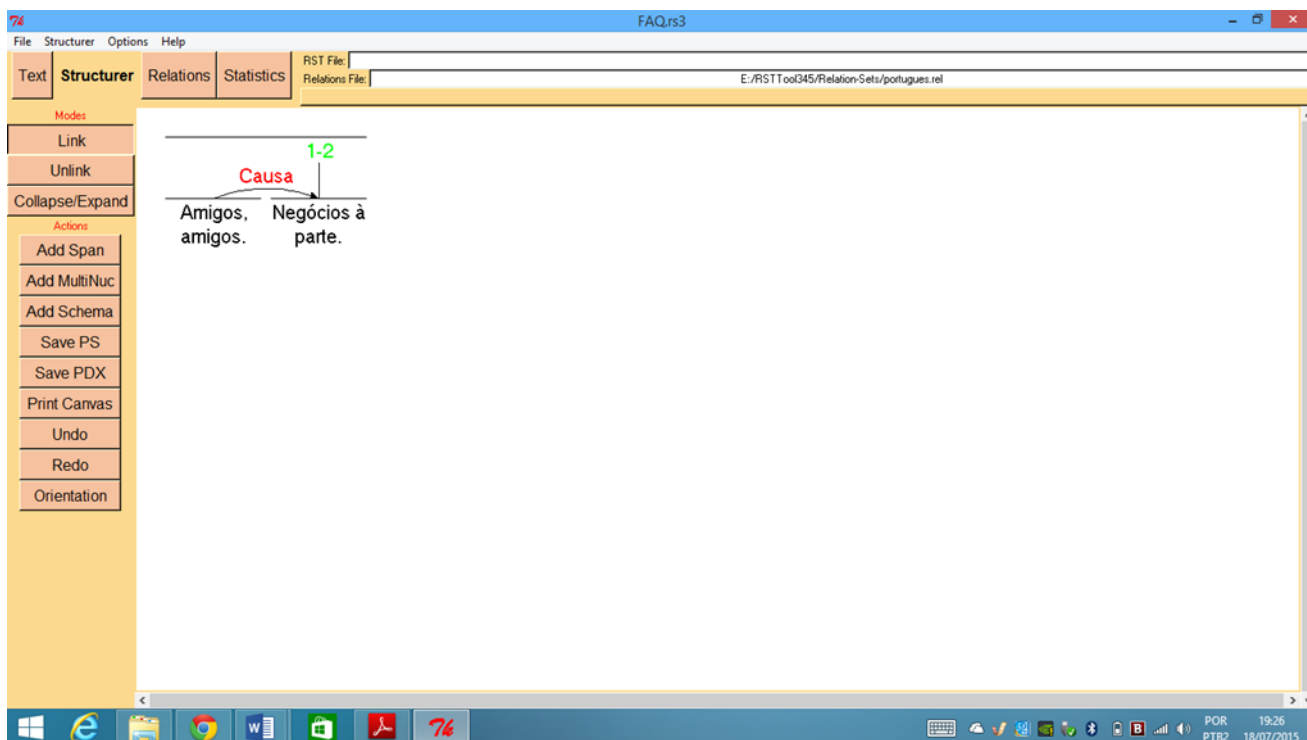 FAQ.rs3
File Structurer Options Help
Text Structurer Relations Statistics
RST File:
Relations File: E:/RSTTool345/Relation-Sets/portugues.rel
Modes
Link
Unlink
Collapse/Expand
Actions
Add Span
Add MultiNuc
Add Schema
Save PS
Save PDX
Print Canvas
Undo
Redo
Orientation
1-2
Causa
Amigos, Negócios à
amigos. parte.
POR 19:26
PTB2 18/07/2015